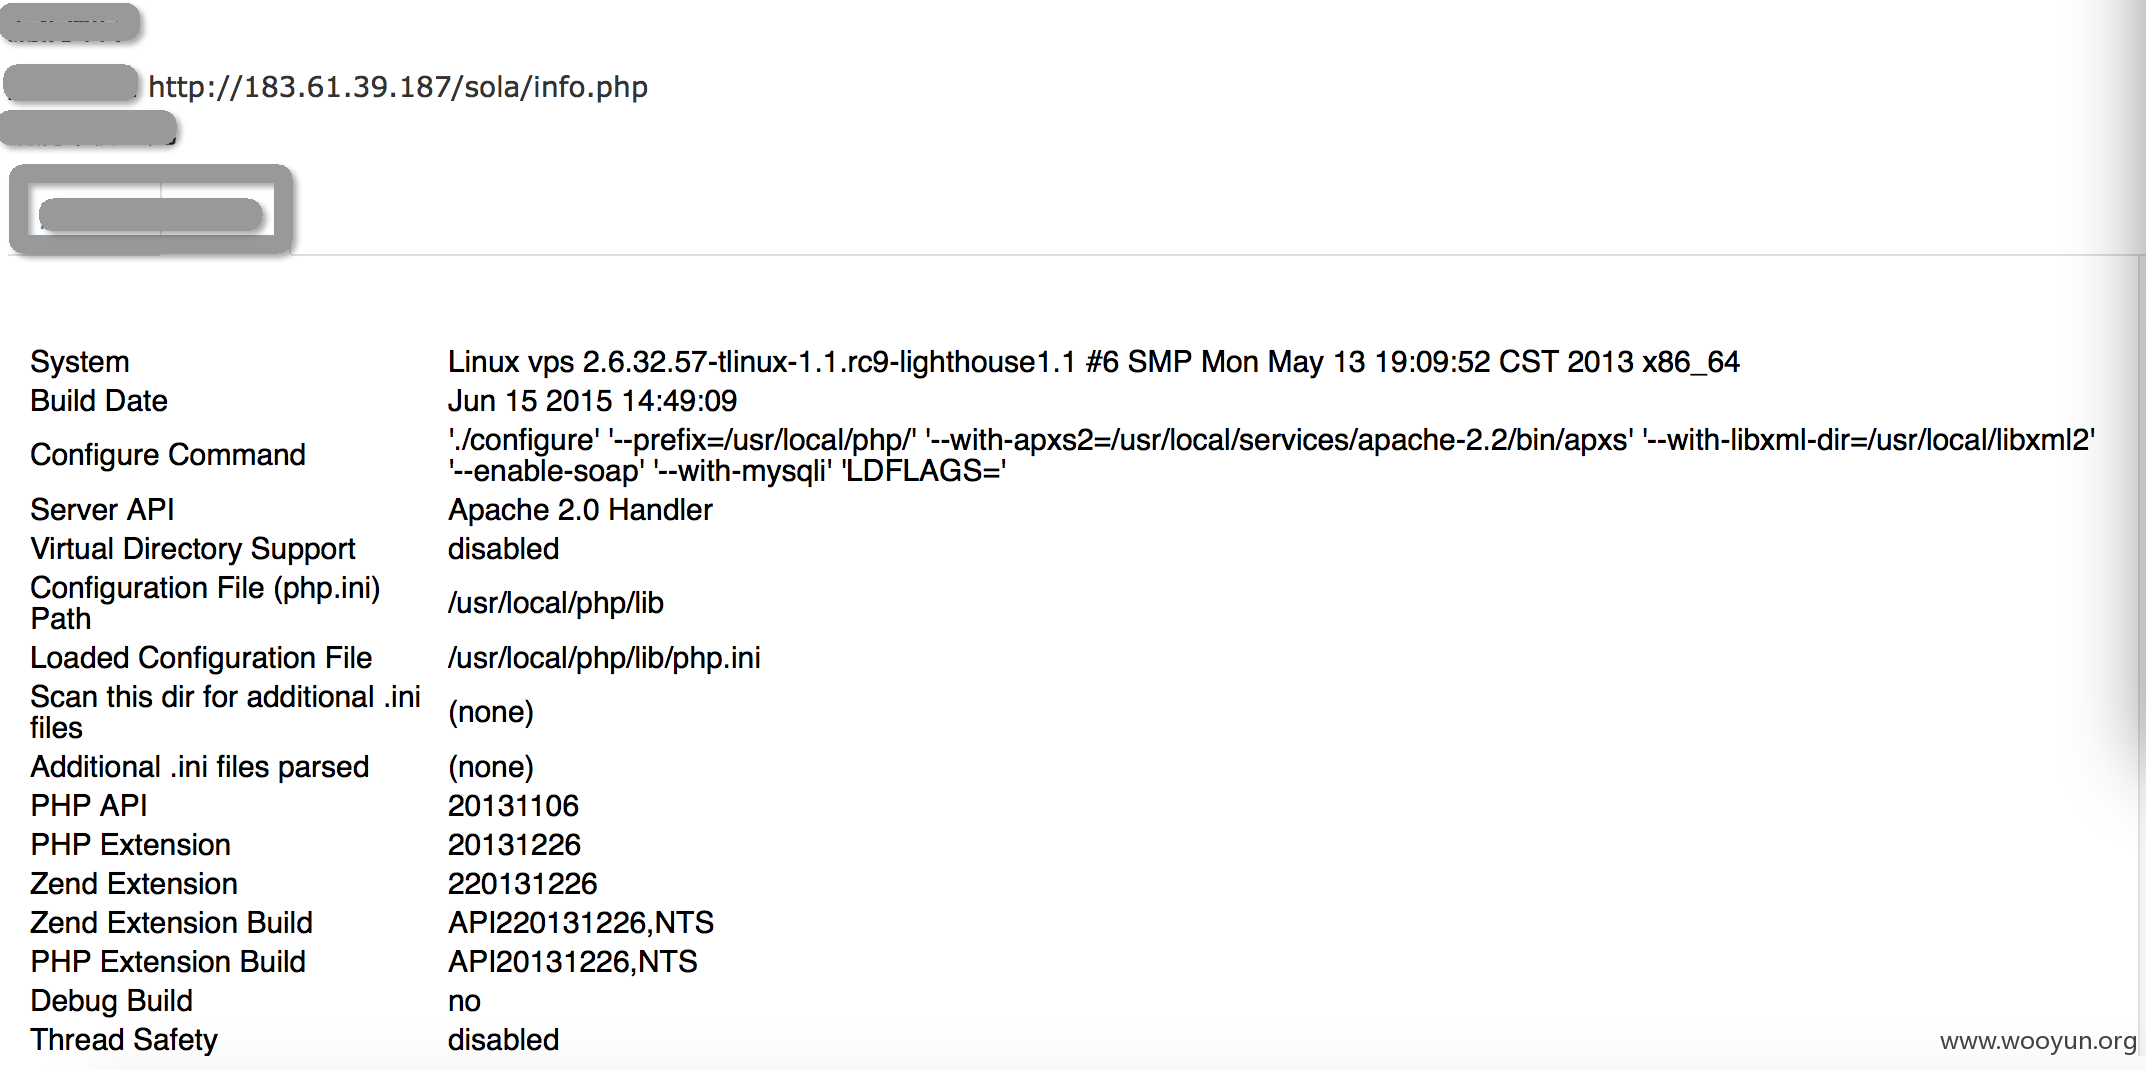 http://183.61.39.187/sola/info.php
System Linux vps 2.6.32.57-tlinux-1.1.rc9-lighthouse1.1 #6 SMP Mon May 13 19:09:52 CST 2013 x86_64
Build Date Jun 15 2015 14:49:09
Configure Command './configure' '--prefix=/usr/local/php/' '--with-apxs2=/usr/local/services/apache-2.2/bin/apxs' '--with-libxml-dir=/usr/local/libxml2'
'--enable-soap' '--with-mysqli' 'LDFLAGS='
Server API Apache 2.0 Handler
Virtual Directory Support disabled
Configuration File (php.ini)
Path /usr/local/php/lib
Loaded Configuration File /usr/local/php/lib/php.ini
Scan this dir for additional .ini
files (none)
Additional .ini files parsed (none)
PHP API 20131106
PHP Extension 20131226
Zend Extension 220131226
Zend Extension Build API220131226,NTS
PHP Extension Build API20131226,NTS
Debug Build no
Thread Safety disabled
www.wooyun.org